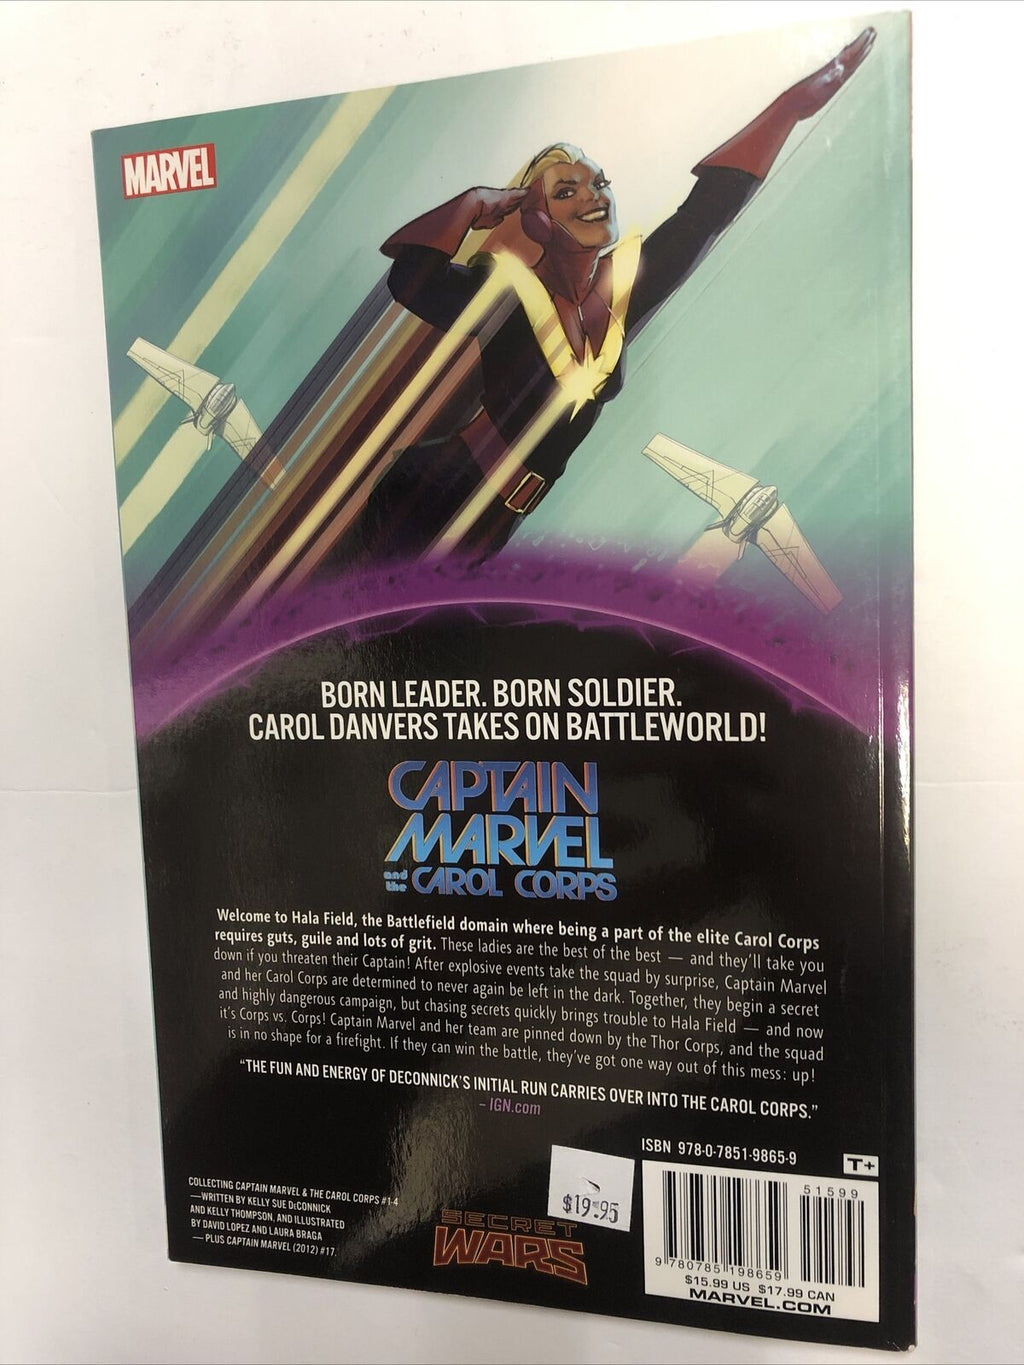 MARVEL
BORN LEADER. BORN SOLDIER.
CAROL DANVERS TAKES ON BATTLEWORLD!
CAPTAIN
MARVEL
and the CAROL CORPS
Welcome to Hala Field, the Battlefield domain where being a part of the elite Carol Corps
requires guts, guile and lots of grit. These ladies are the best of the best — and they'll take you
down if you threaten their Captain! After explosive events take the squad by surprise, Captain Marvel
and her Carol Corps are determined to never again be left in the dark. Together, they begin a secret
and highly dangerous campaign, but chasing secrets quickly brings trouble to Hala Field — and now
it's Corps vs. Corps! Captain Marvel and her team are pinned down by the Thor Corps, and the squad
is in no shape for a firefight. If they can win the battle, they've got one way out of this mess: up!
"THE FUN AND ENERGY OF DECONNICK'S INITIAL RUN CARRIES OVER INTO THE CAROL CORPS."
– IGN.com
ISBN 978-0-7851-9865-9
T+
COLLECTING CAPTAIN MARVEL & THE CAROL CORPS #1-4
—WRITTEN BY KELLY SUE DeCONNICK
AND KELLY THOMPSON, AND ILLUSTRATED
BY DAVID LOPEZ AND LAURA BRAGA
— PLUS CAPTAIN MARVEL (2012) #17.
$19.95
SECRET
WARS
51599
9 780785 198659
$15.99 US $17.99 CAN
MARVEL.COM